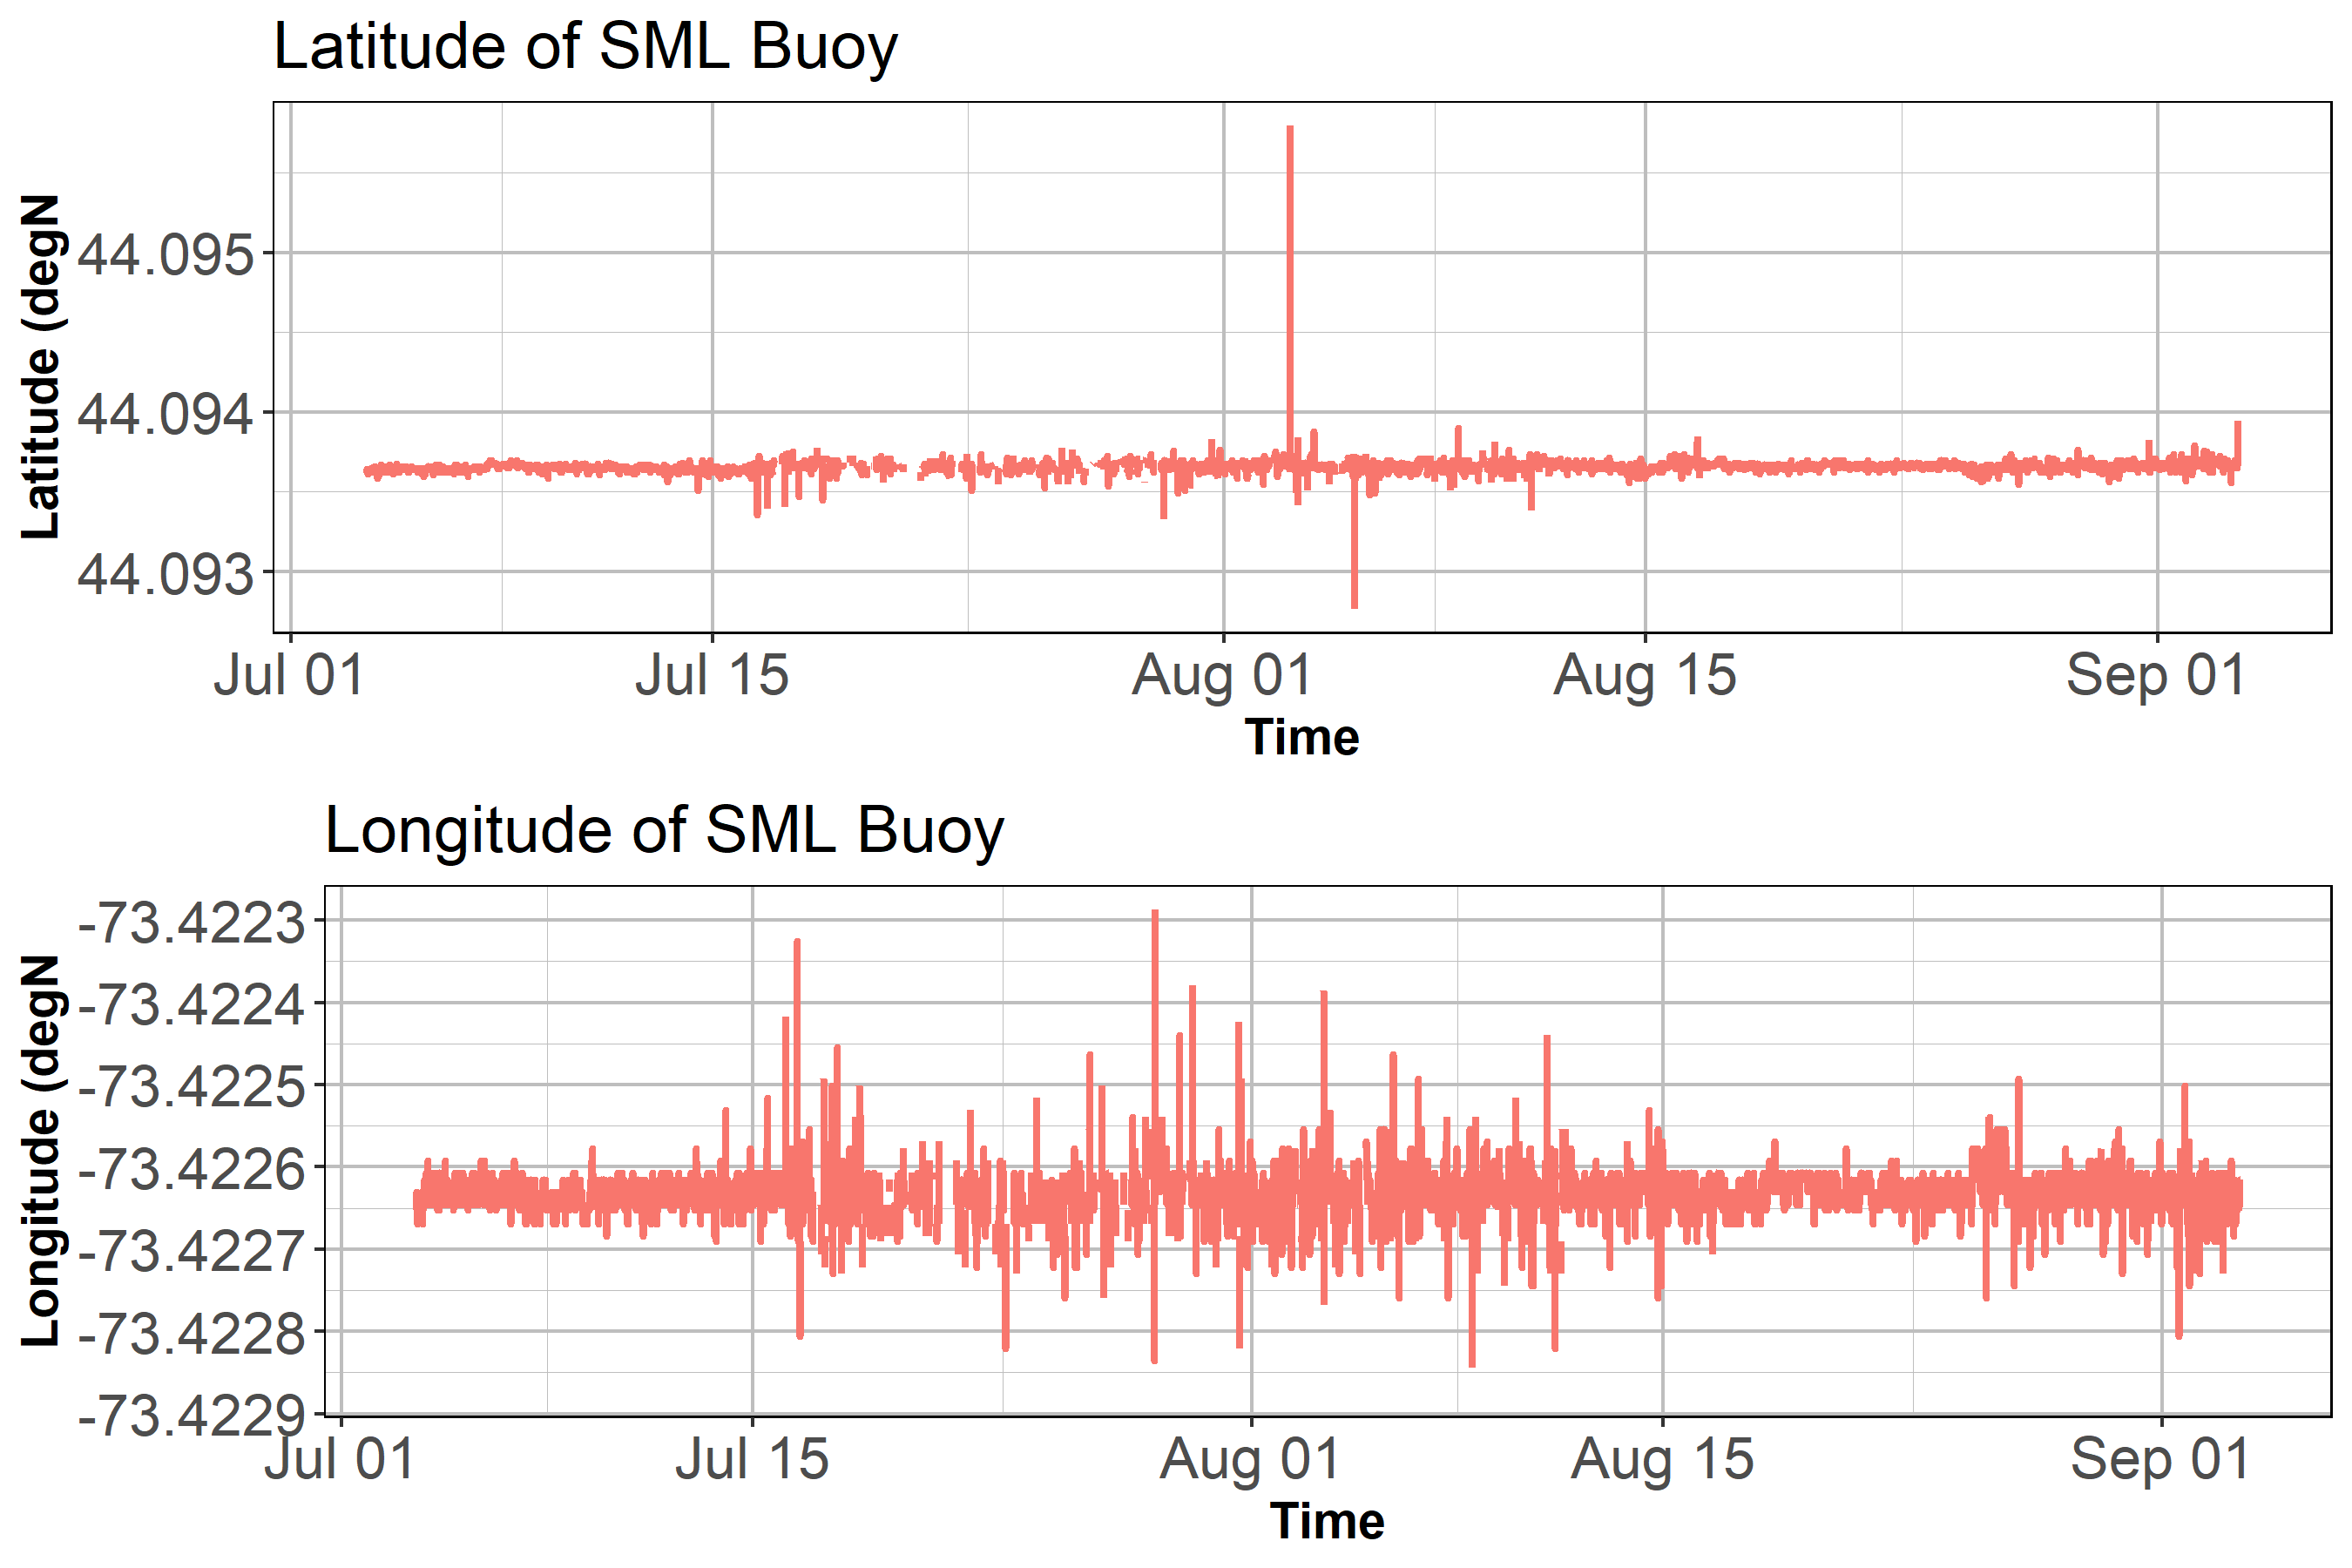 Latitude of SML Buoy
Latitude (degN
44.095
44.094
44.093
Jul 01 Jul 15 Aug 01 Aug 15 Sep 01
Time
Longitude of SML Buoy
Longitude (degN
-73.4223
-73.4224
-73.4225
-73.4226
-73.4227
-73.4228
-73.4229
Jul 01 Jul 15 Aug 01 Aug 15 Sep 01
Time